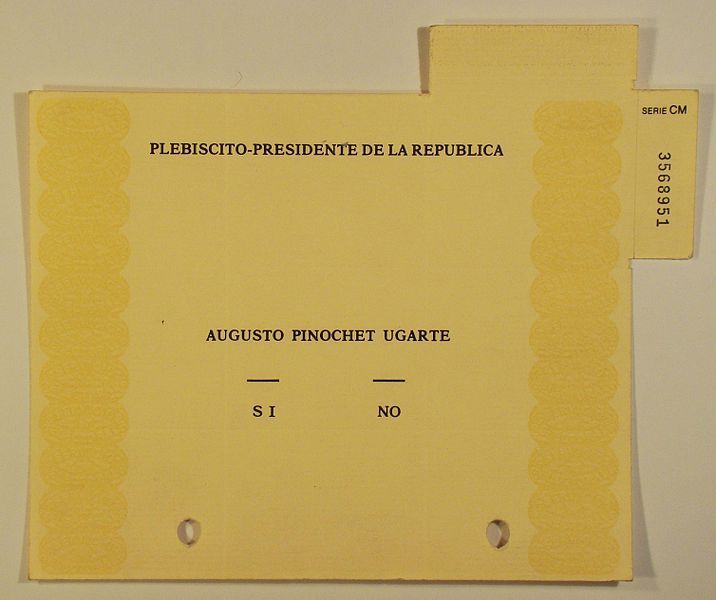 SERIE CM
3568951
PLEBISCITO-PRESIDENTE DE LA REPUBLICA
AUGUSTO PINOCHET UGARTE
SI NO